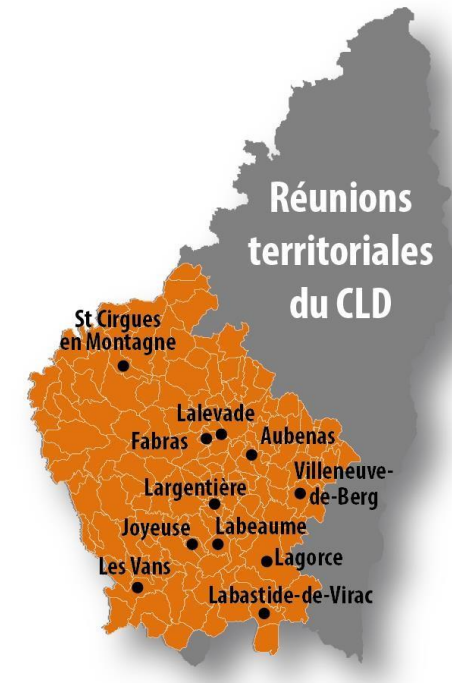 Réunions
territoriales
du CLD
St Cirgues
en Montagne
Lalevade
Fabras
Aubenas
Villeneuve-
de-Berg
Largentière
Joyeuse
Labeaume
Lagorce
Les Vans
Labastide-de-Virac